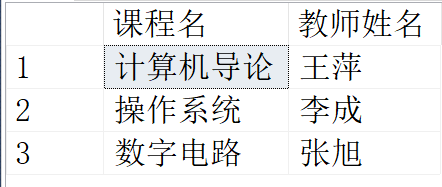 课程名 教师姓名
1 计算机导论 王萍
2 操作系统 李成
3 数字电路 张旭